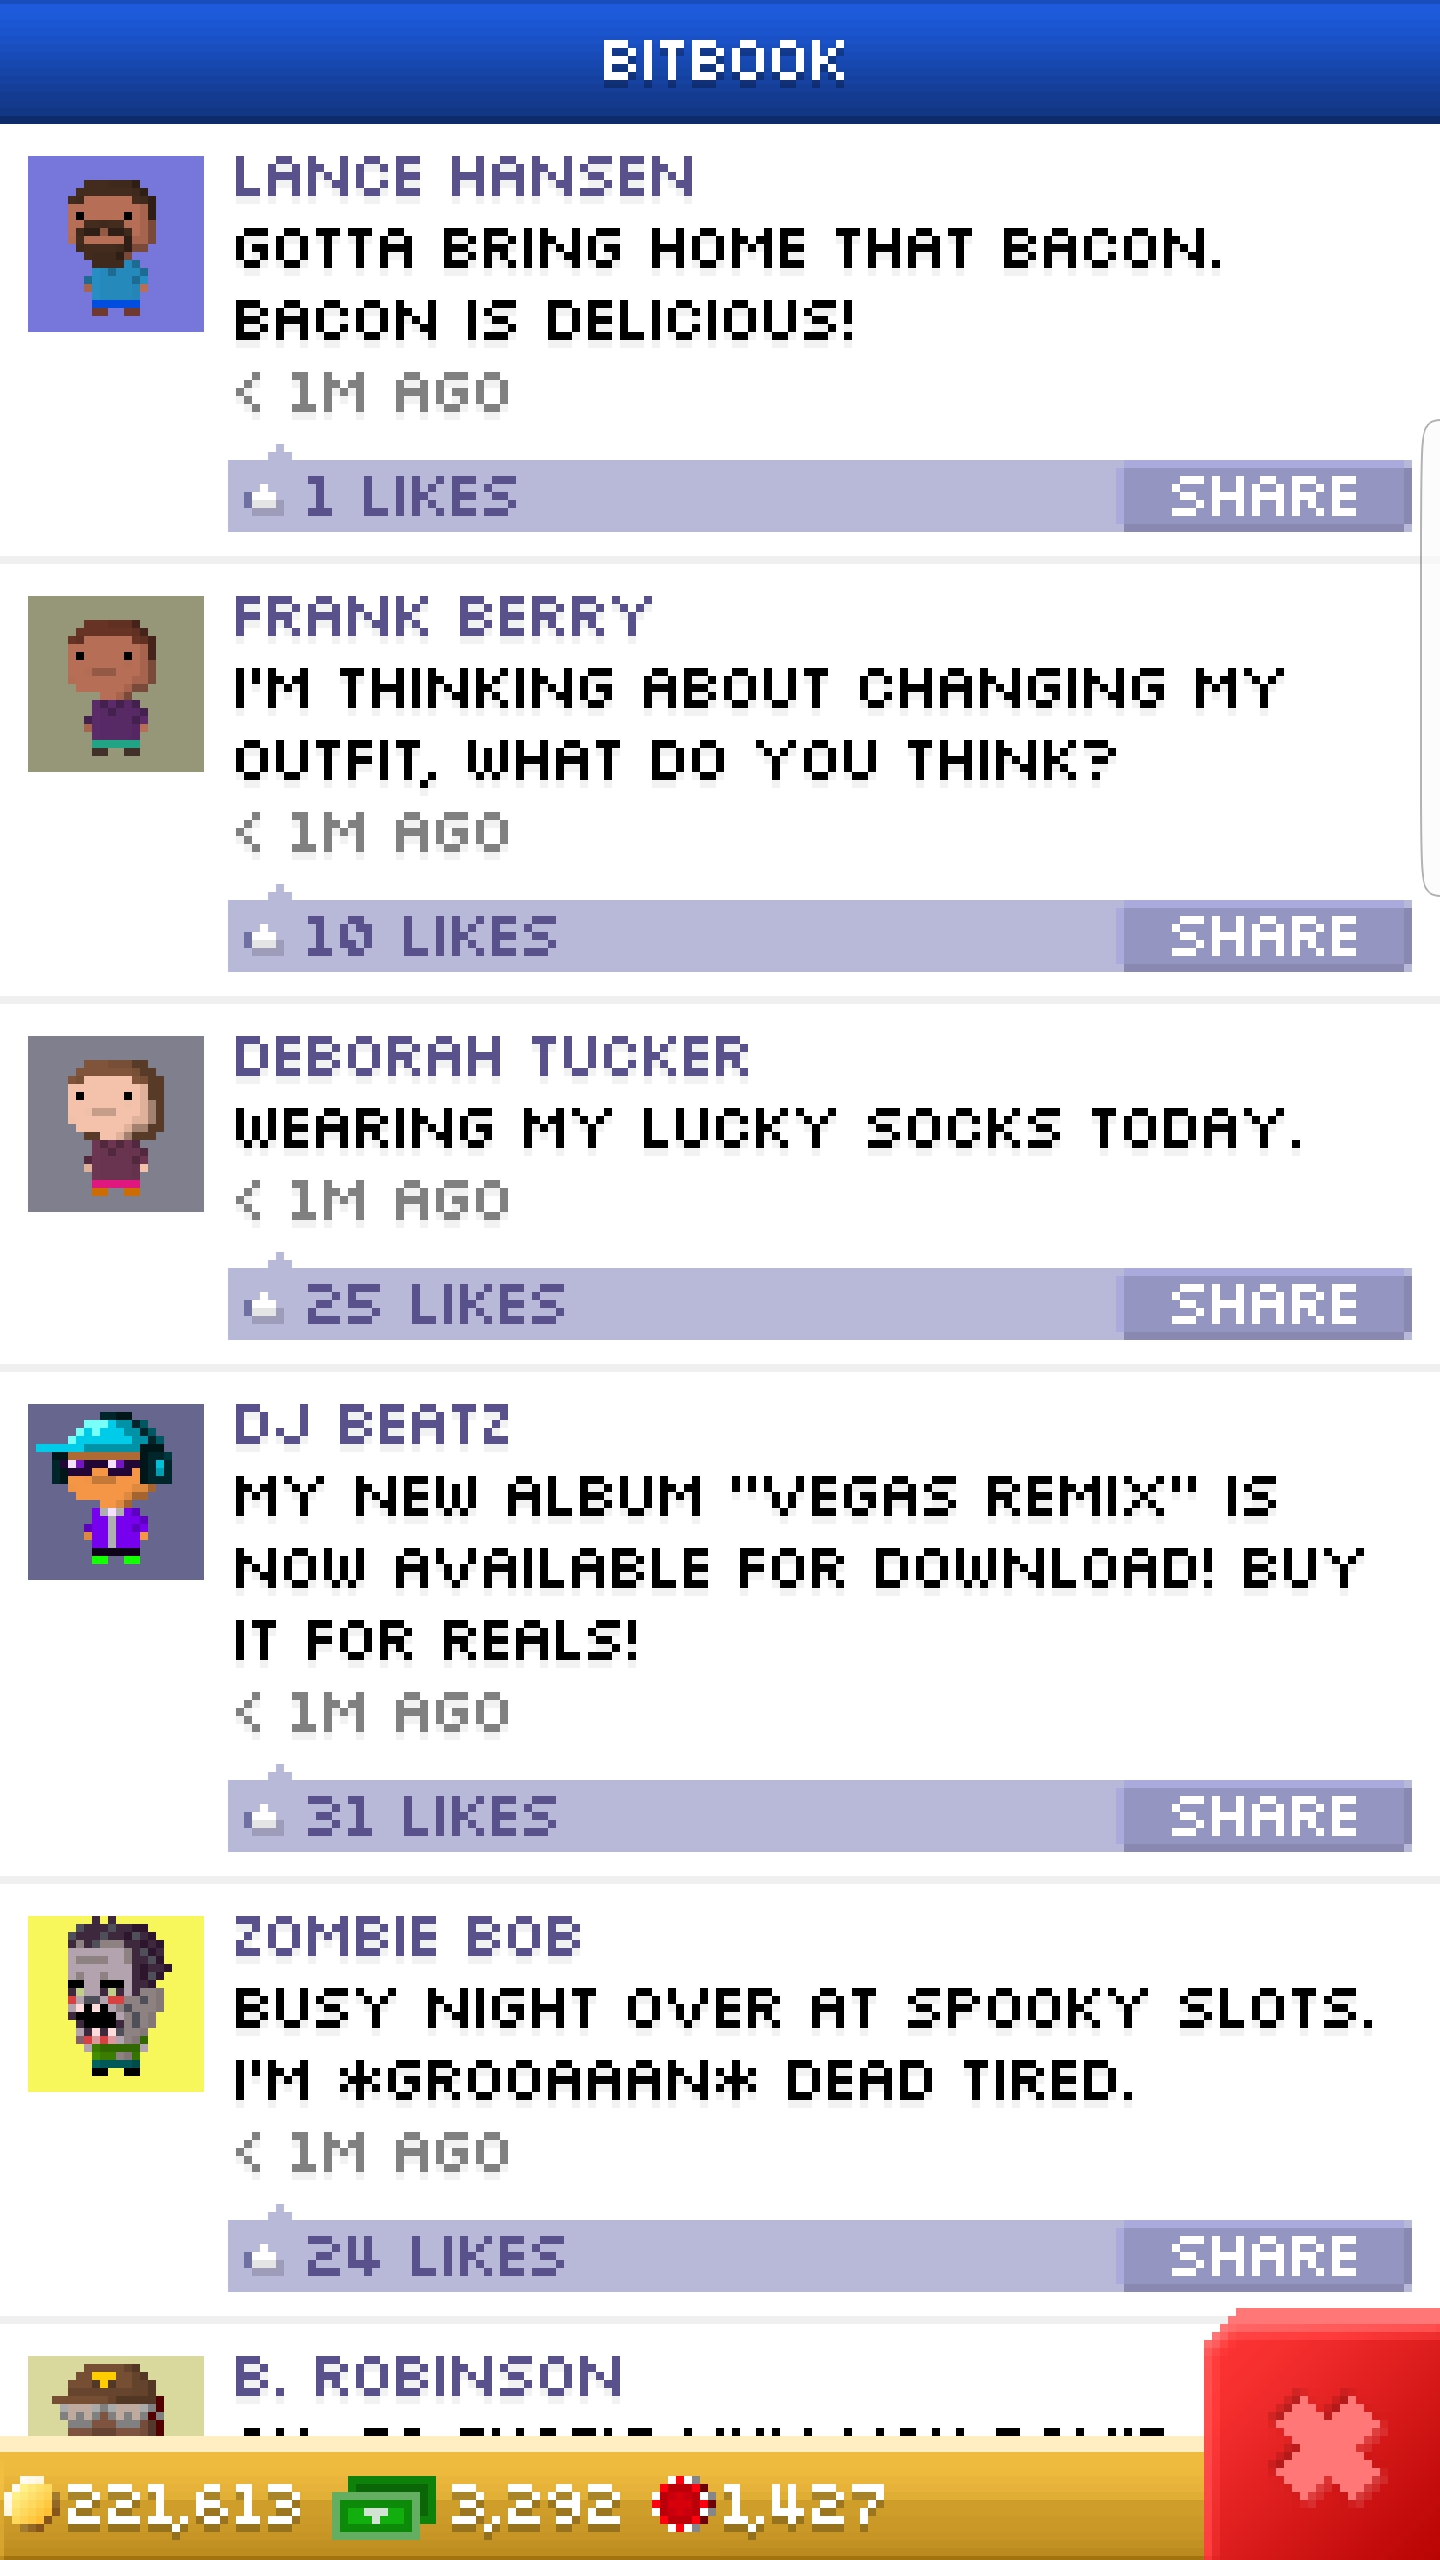 BITBOOK
LANCE HANSEN
GOTTA BRING HOME THAT BACON.
BACON IS DELICIOUS!
< 1M AGO
1 LIKES
SHARE
FRANK BERRY
I'M THINKING ABOUT CHANGING MY
OUTFIT, WHAT DO YOU THINK?
< 1M AGO
10 LIKES
SHARE
DEBORAH TUCKER
WEARING MY LUCKY SOCKS TODAY.
< 1M AGO
25 LIKES
SHARE
DJ BEATZ
MY NEW ALBUM "VEGAS REMIX" IS
NOW AVAILABLE FOR DOWNLOAD! BUY
IT FOR REALS!
< 1M AGO
31 LIKES
SHARE
ZOMBIE BOB
BUSY NIGHT OVER AT SPOOKY SLOTS.
I'M *GROOAAAN* DEAD TIRED.
< 1M AGO
24 LIKES
SHARE
B. ROBINSON
221,613 3,292 1,427